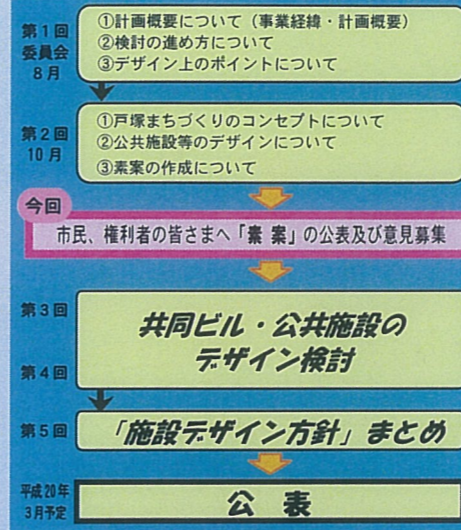 第1回
委員会
8月
①計画概要について（事業経緯・計画概要）
②検討の進め方について
③デザイン上のポイントについて
第2回
10月
①戸塚まちづくりのコンセプトについて
②公共施設等のデザインについて
③素案の作成について
今回
市民、権利者の皆さまへ「素 案」の公表及び意見募集
第3回
第4回
共同ビル・公共施設の
デザイン検討
第5回
「施設デザイン方針」まとめ
平成20年
3月予定
公 表